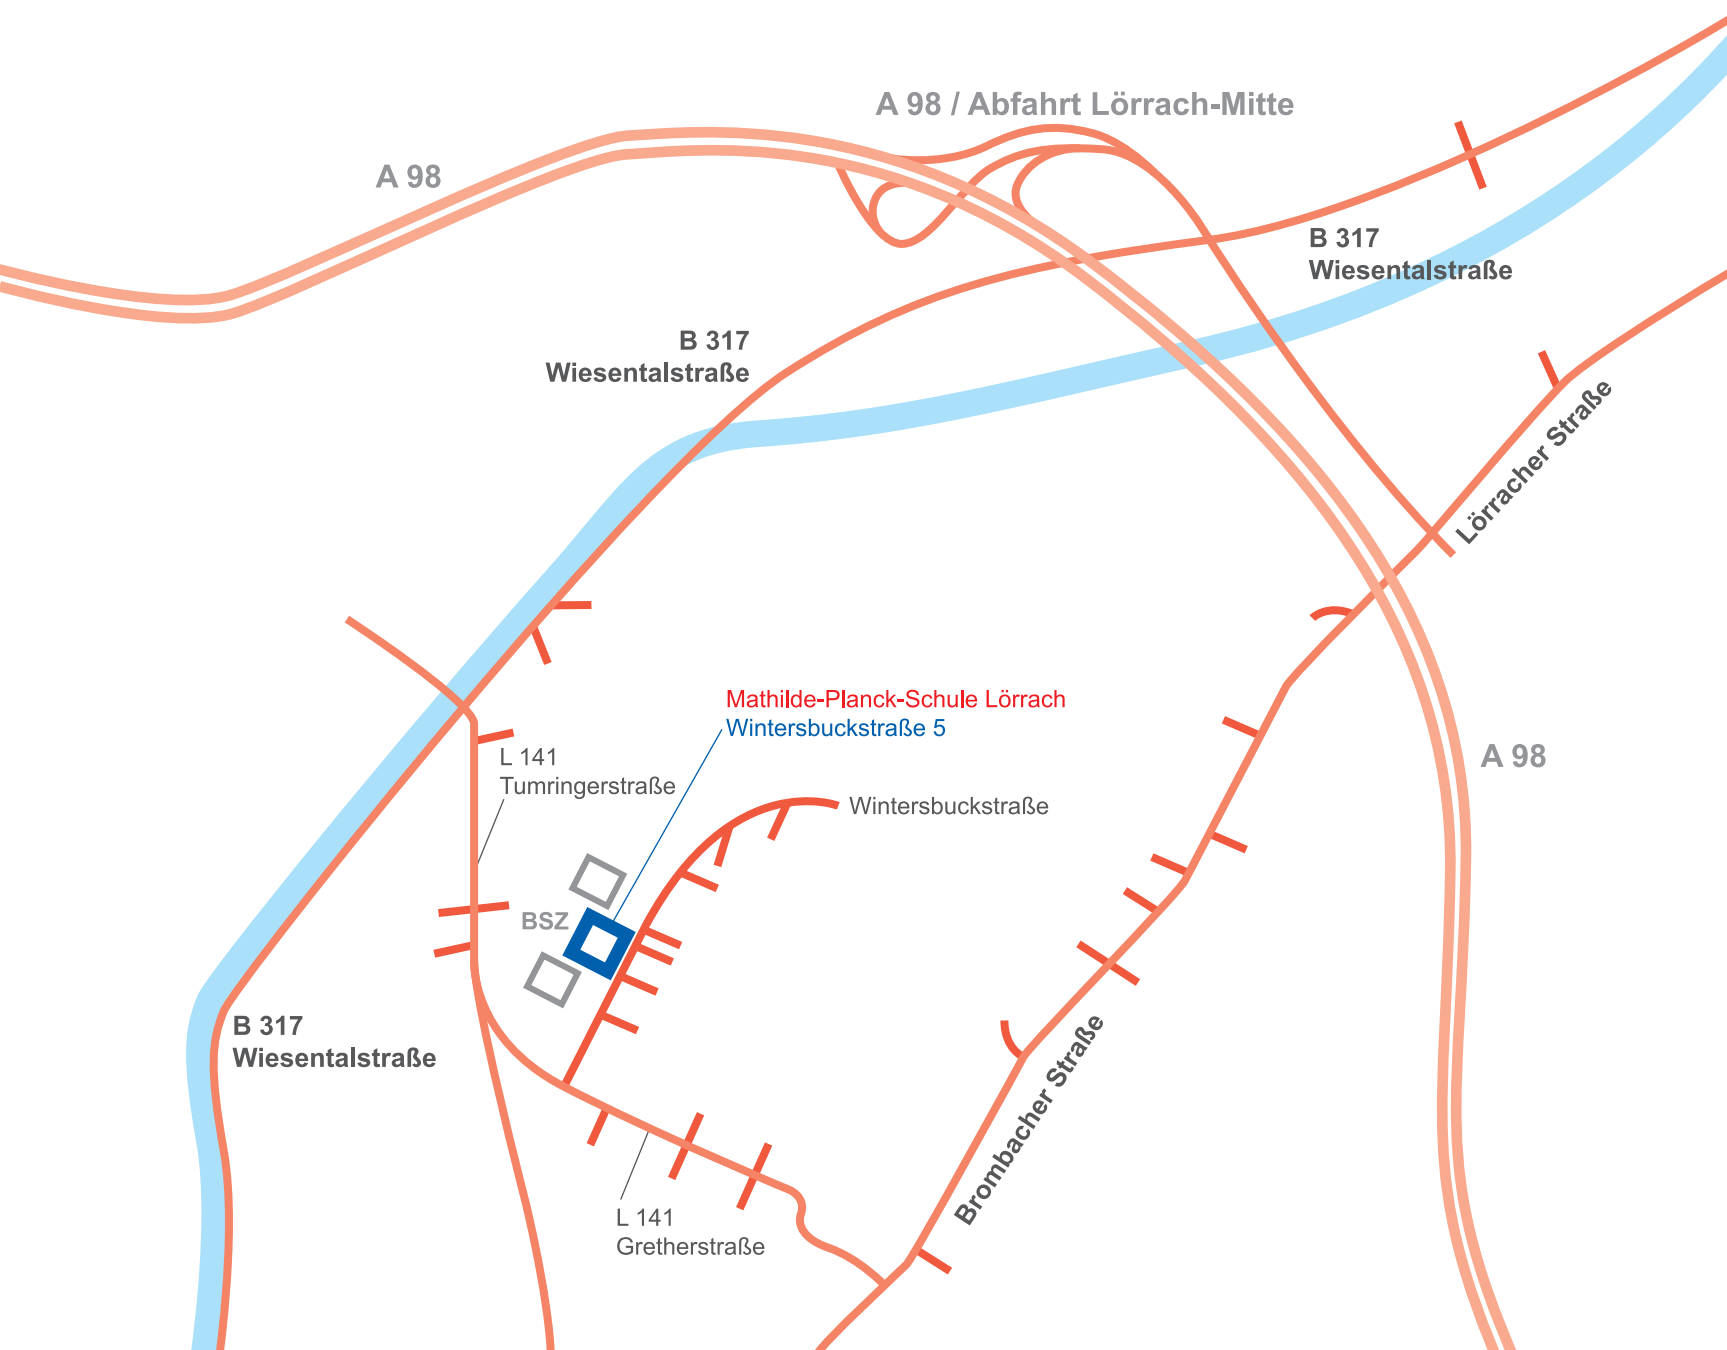 A 98 / Abfahrt Lörrach-Mitte
A 98
B 317
Wiesentalstraße
B 317
Wiesentalstraße
Lörracher Straße
Mathilde-Planck-Schule Lörrach
Wintersbuckstraße 5
L 141
Tumringerstraße
A 98
Wintersbuckstraße
BSZ
B 317
Wiesentalstraße
Brombacher Straße
L 141
Gretherstraße